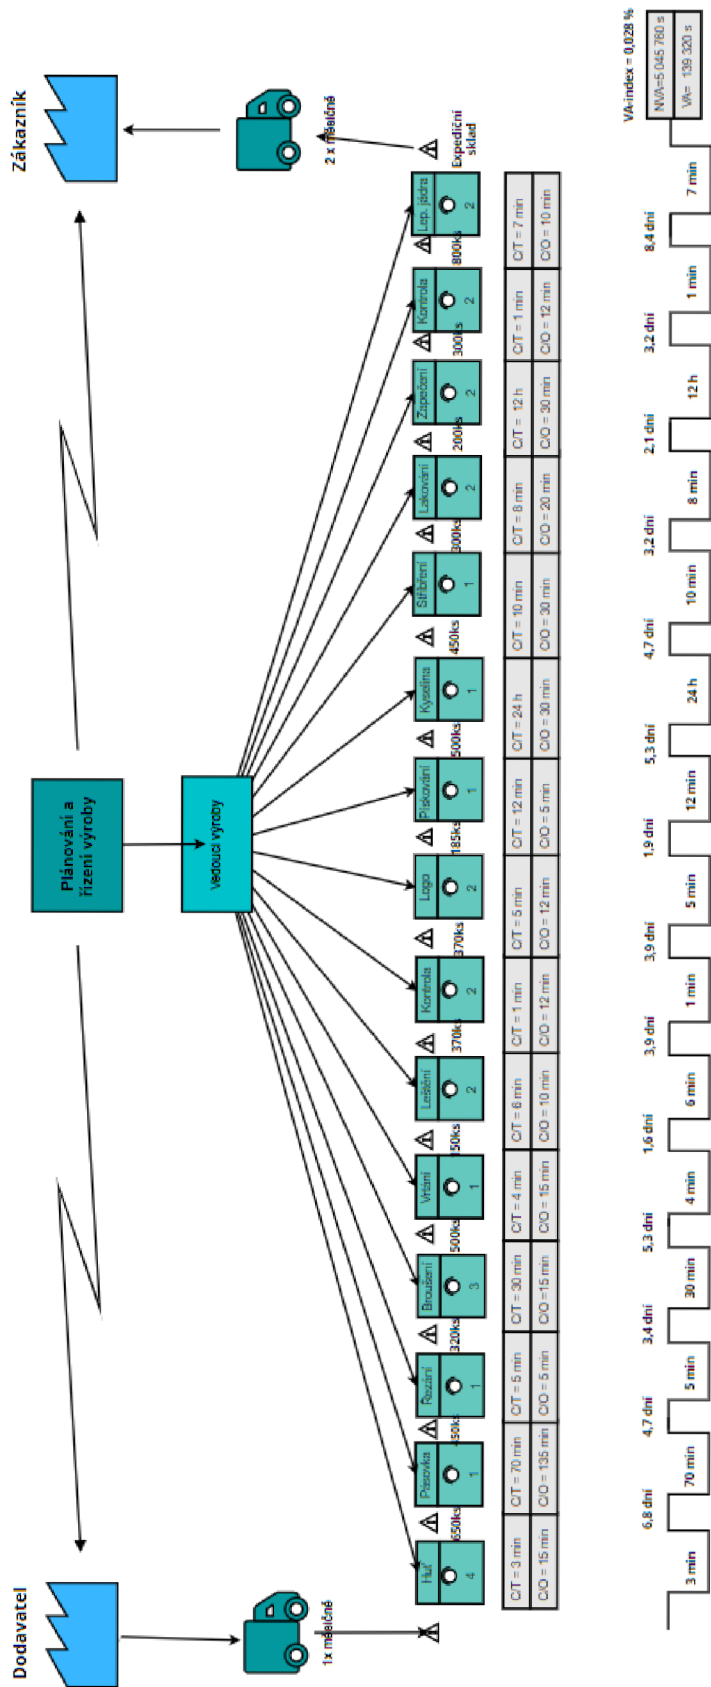 Dodavatel
Plánování a
řízení výroby
Zákazník
Vedoucí výroby
1x měsíčně
2 x měsíčně
Huť
Pásovka
Řezání
Broušení
Vrtání
Leštění
Kontrola
Logo
Pískování
Kyselina
Stříbření
Lakování
Zapečení
Kontrola
Lep. jádra
Expediční
sklad
4
1
1
3
1
2
2
2
1
1
1
2
2
2
2
650ks
450ks
320ks
500ks
150ks
370ks
370ks
185ks
500ks
450ks
300ks
200ks
300ks
800ks
C/T = 3 min
C/T = 70 min
C/T = 5 min
C/T = 30 min
C/T = 4 min
C/T = 6 min
C/T = 1 min
C/T = 5 min
C/T = 12 min
C/T = 24 h
C/T = 10 min
C/T = 8 min
C/T = 12 h
C/T = 1 min
C/T = 7 min
C/O = 15 min
C/O = 135 min
C/O = 5 min
C/O =15 min
C/O = 15 min
C/O = 10 min
C/O = 12 min
C/O = 12 min
C/O = 5 min
C/O = 30 min
C/O = 30 min
C/O = 20 min
C/O = 30 min
C/O = 12 min
C/O = 10 min
VA-index = 0,028 %
6,8 dní
4,7 dní
3,4 dní
5,3 dní
1,6 dní
3,9 dní
3,9 dní
1,9 dní
5,3 dní
4,7 dní
3,2 dní
2,1 dní
3,2 dní
8,4 dní
NVA=5 045 760 s
VA= 139 320 s
3 min
70 min
5 min
30 min
4 min
6 min
1 min
5 min
12 min
24 h
10 min
8 min
12 h
1 min
7 min